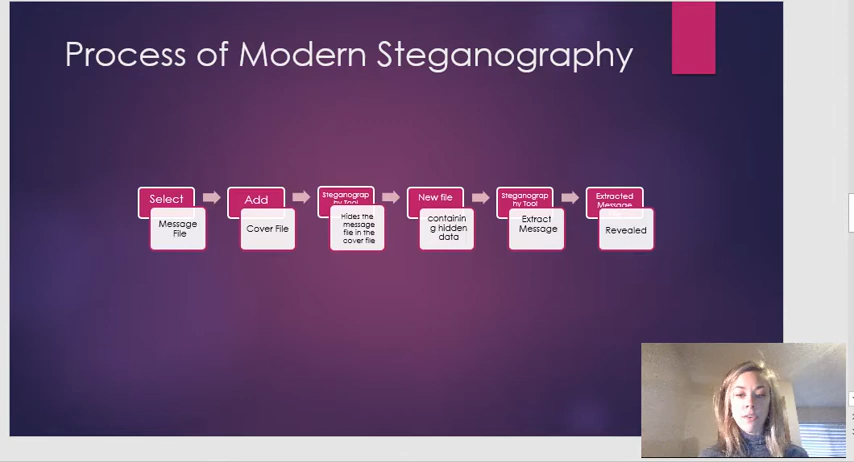 Process of Modern Steganography
Select
Message
File
Add
Cover File
Steganograp
hy Tool
Hides the
message
file in the
cover file
New file
containin
g hidden
data
Steganograp
hy Tool
Extract
Message
Extracted
Message
Revealed